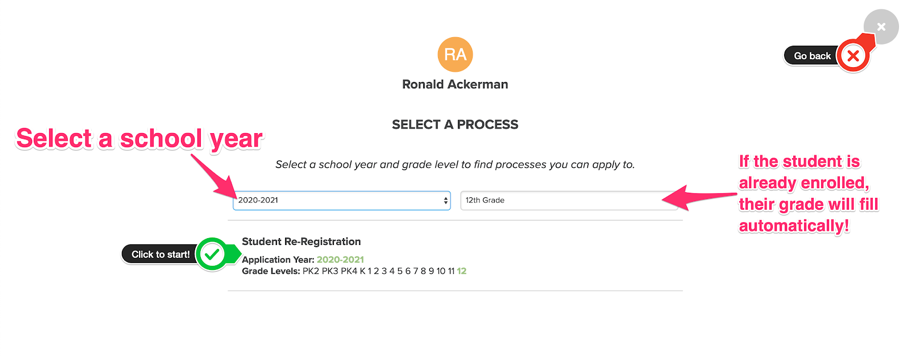 Go back
RA
Ronald Ackerman
SELECT A PROCESS
Select a school year
Select a school year and grade level to find processes you can apply to.
If the student is
already enrolled,
their grade will fill
automatically!
2020-2021
12th Grade
Student Re-Registration
Click to start!
Application Year: 2020-2021
Grade Levels: PK2 PK3 PK4 K 1 2 3 4 5 6 7 8 9 10 11 12